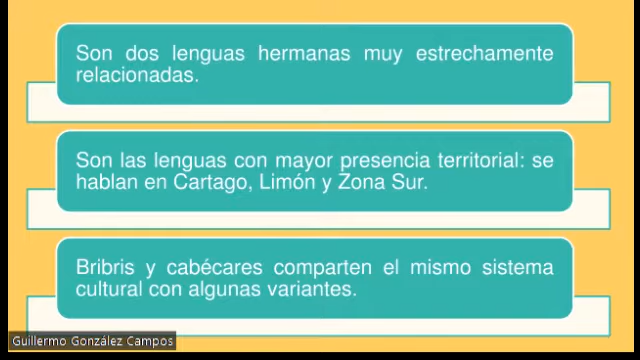 Son dos lenguas hermanas muy estrechamente
relacionadas.
Son las lenguas con mayor presencia territorial: se
hablan en Cartago, Limón y Zona Sur.
Bribris y cabécares comparten el mismo sistema
cultural con algunas variantes.
Guillermo González Campos